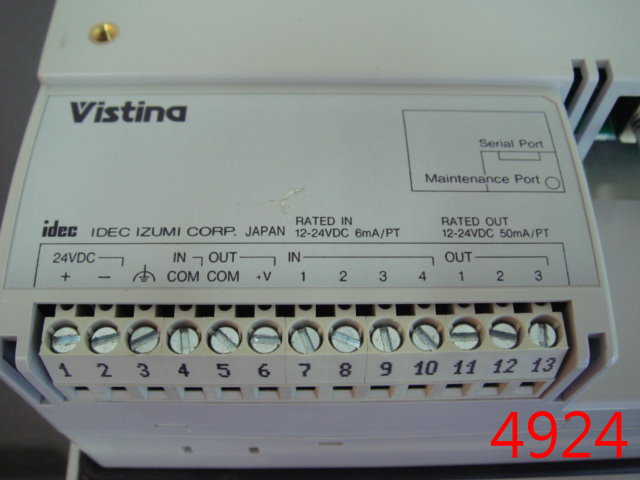 Vistina
Serial Port
Maintenance Port
idec IDEC IZUMI CORP. JAPAN
RATED IN
12-24VDC 6mA/PT
RATED OUT
12-24VDC 50mA/PT
24VDC IN OUT IN OUT
+ − COM COM +V 1 2 3 4 1 2 3
1 2 3 4 5 6 7 8 9 10 11 12 13
4924